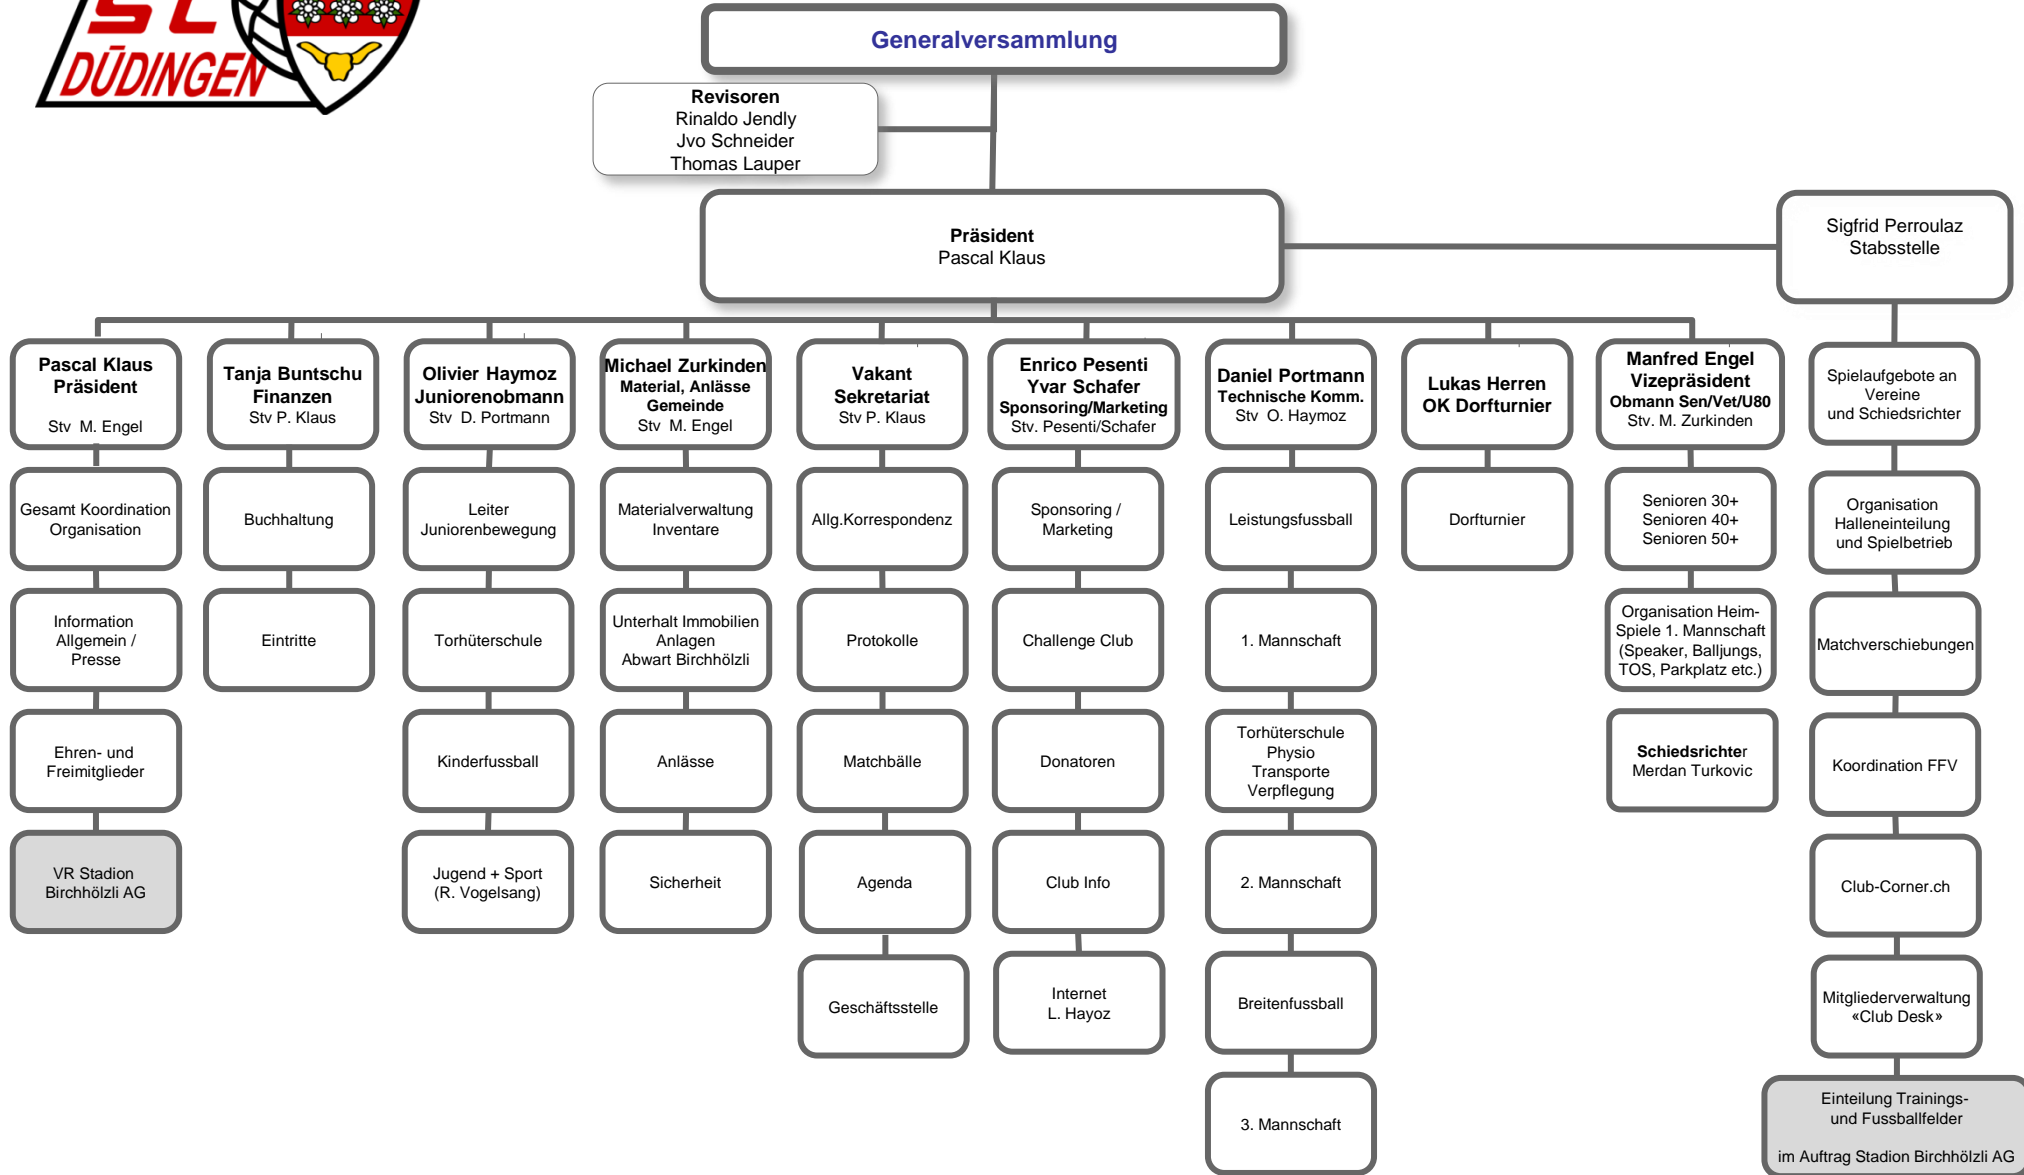 SC
DÜDINGEN
Generalversammlung
Revisoren
Rinaldo Jendly
Jvo Schneider
Thomas Lauper
Präsident
Pascal Klaus
Sigfrid Perroulaz
Stabsstelle
Pascal Klaus
Präsident
Stv M. Engel
Gesamt Koordination
Organisation
Information
Allgemein /
Presse
Ehren- und
Freimitglieder
VR Stadion
Birchhölzli AG
Tanja Buntschu
Finanzen
Stv P. Klaus
Buchhaltung
Eintritte
Olivier Haymoz
Juniorenobmann
Stv D. Portmann
Leiter
Juniorenbewegung
Torhüterschule
Kinderfussball
Jugend + Sport
(R. Vogelsang)
Michael Zurkinden
Material, Anlässe
Gemeinde
Stv M. Engel
Materialverwaltung
Inventare
Unterhalt Immobilien
Anlagen
Abwart Birchhölzli
Anlässe
Sicherheit
Vakant
Sekretariat
Stv P. Klaus
Allg.Korrespondenz
Protokolle
Matchbälle
Agenda
Geschäftsstelle
Enrico Pesenti
Yvar Schafer
Sponsoring/Marketing
Stv. Pesenti/Schafer
Sponsoring /
Marketing
Challenge Club
Donatoren
Club Info
Internet
L. Hayoz
Daniel Portmann
Technische Komm.
Stv O. Haymoz
Leistungsfussball
1. Mannschaft
Torhüterschule
Physio
Transporte
Verpflegung
2. Mannschaft
Breitenfussball
3. Mannschaft
Lukas Herren
OK Dorfturnier
Dorfturnier
Manfred Engel
Vizepräsident
Obmann Sen/Vet/U80
Stv. M. Zurkinden
Senioren 30+
Senioren 40+
Senioren 50+
Organisation Heim-
Spiele 1. Mannschaft
(Speaker, Balljungs,
TOS, Parkplatz etc.)
Schiedsrichter
Merdan Turkovic
Spielaufgebote an
Vereine
und Schiedsrichter
Organisation
Halleneinteilung
und Spielbetrieb
Matchverschiebungen
Koordination FFV
Club-Corner.ch
Mitgliederverwaltung
«Club Desk»
Einteilung Trainings-
und Fussballfelder
im Auftrag Stadion Birchhölzli AG